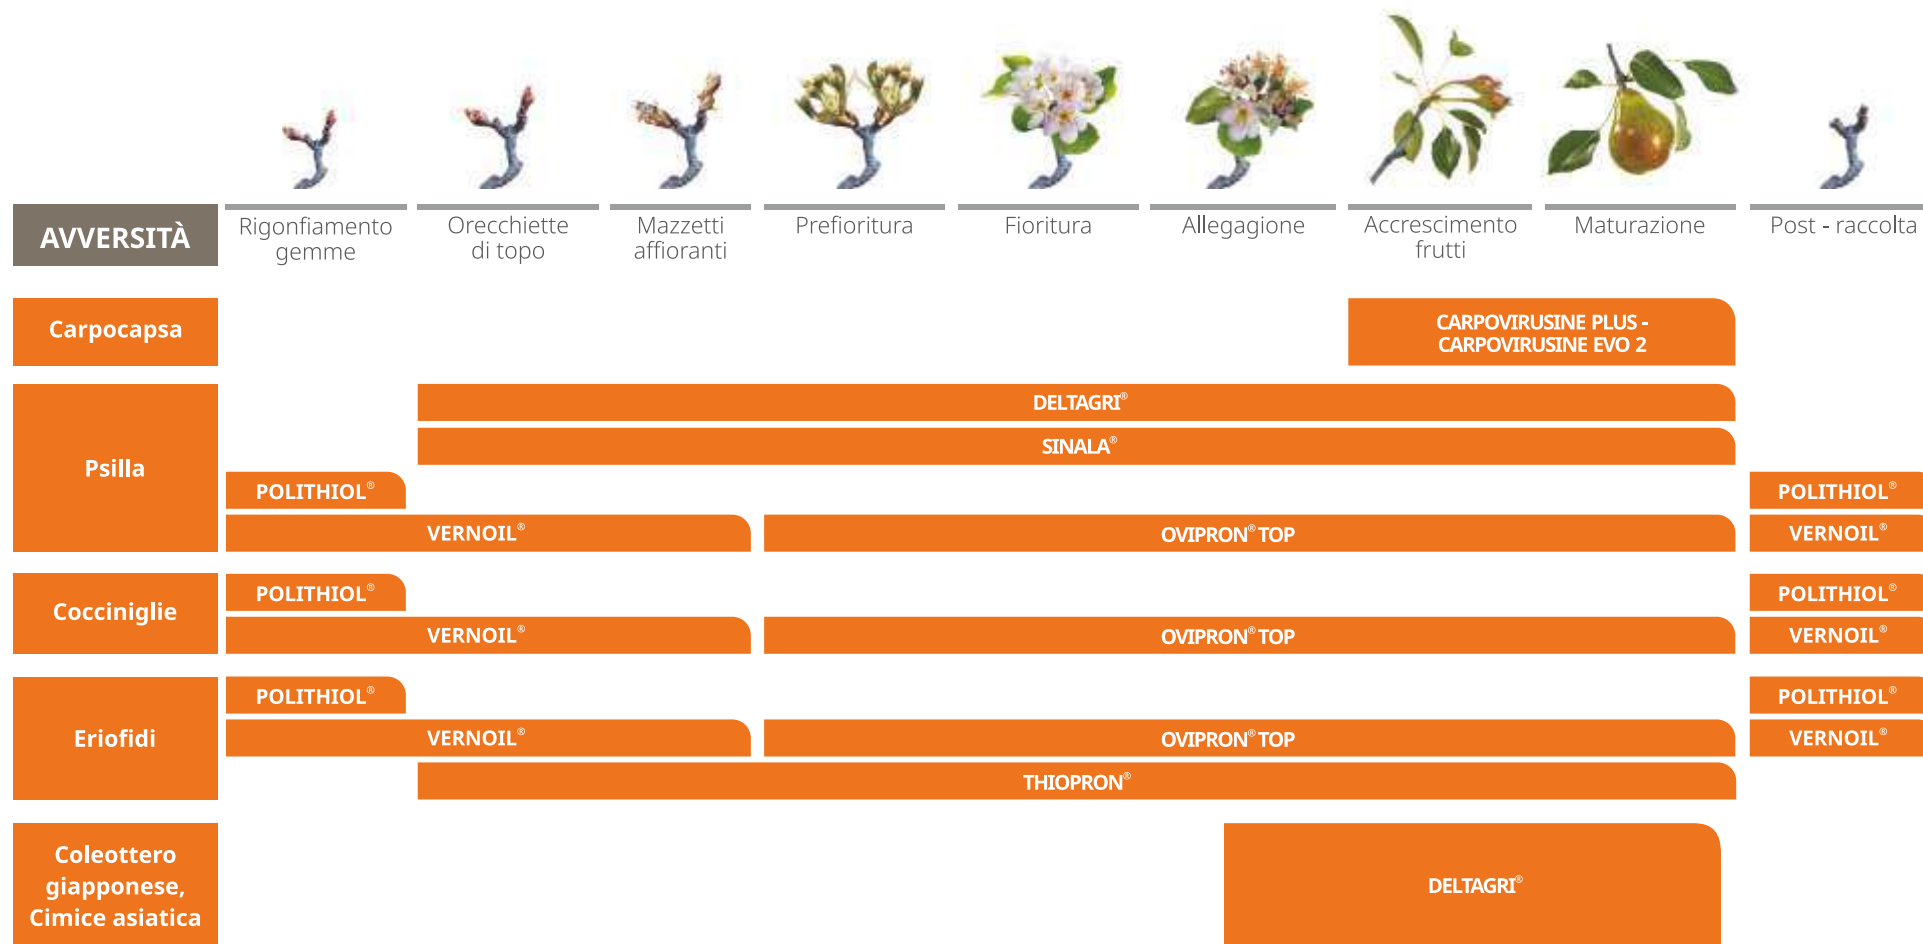 AVVERSITÀ
Rigonfiamento
gemme
Orecchiette
di topo
Mazzetti
affioranti
Prefioritura
Fioritura
Allegagione
Accrescimento
frutti
Maturazione
Post - raccolta
Carpocapsa
CARPOVIRUSINE PLUS -
CARPOVIRUSINE EVO 2
Psilla
DELTAGRI®
SINALA®
POLITHIOL®
POLITHIOL®
VERNOIL®
OVIPRON® TOP
VERNOIL®
Cocciniglie
POLITHIOL®
POLITHIOL®
VERNOIL®
OVIPRON® TOP
VERNOIL®
Eriofidi
POLITHIOL®
POLITHIOL®
VERNOIL®
OVIPRON® TOP
VERNOIL®
THIOPRON®
Coleottero
giapponese,
Cimice asiatica
DELTAGRI®